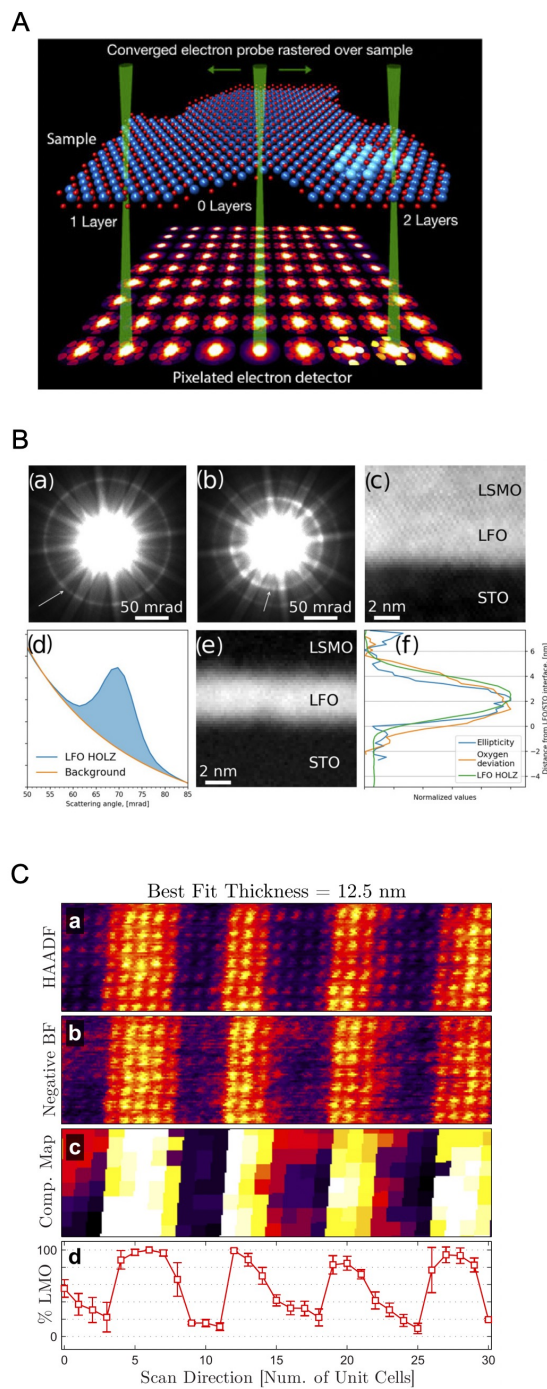 A
Converged electron probe rastered over sample
Sample
1 Layer
0 Layers
2 Layers
Pixelated electron detector
B
(a)
50 mrad
(b)
50 mrad
(c)
LSMO
LFO
STO
2 nm
(d)
LFO HOLZ
Background
50 55 60 65 70 75 80 85
Scattering angle, [mrad]
(e)
LSMO
LFO
STO
2 nm
(f)
6
4
2
0
−2
−4
Distance from LFO/STO interface, [nm]
Ellipticity
Oxygen
deviation
LFO HOLZ
Normalized values
C
Best Fit Thickness = 12.5 nm
a
HAADF
b
Negative BF
c
Comp. Map
d
% LMO
100
0
0 5 10 15 20 25 30
Scan Direction [Num. of Unit Cells]